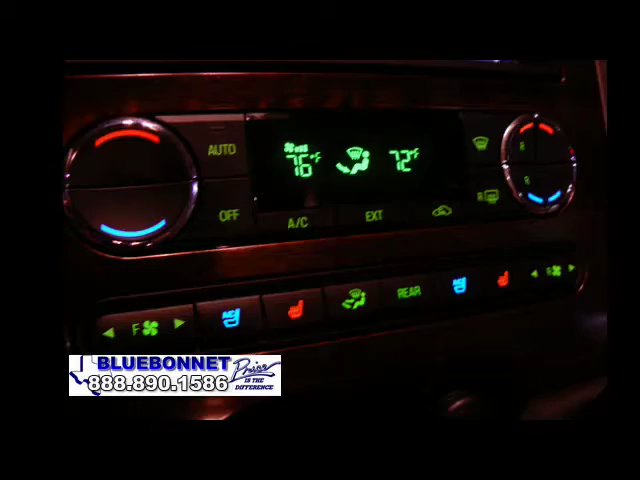 AUTO
76°F 72°F
R
R
OFF
A/C EXT R
F A/C REAR A/C R
BLUEBONNET
888.890.1586
Price
IS THE
DIFFERENCE